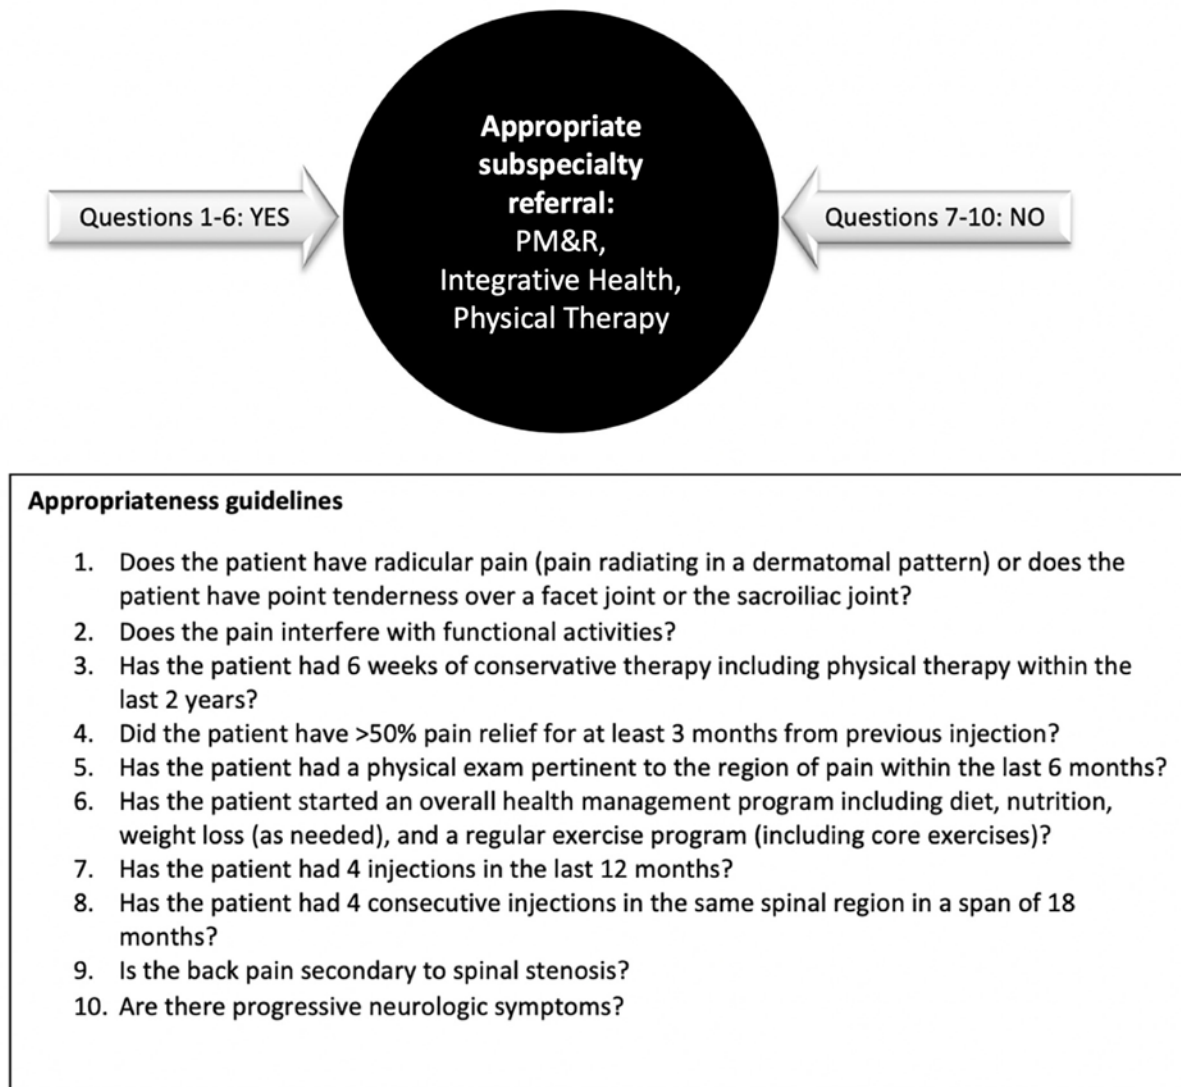 Appropriate
subspecialty
referral:
PM&R,
Integrative Health,
Physical Therapy
Questions 1-6: YES
Questions 7-10: NO
Appropriateness guidelines
1. Does the patient have radicular pain (pain radiating in a dermatomal pattern) or does the
patient have point tenderness over a facet joint or the sacroiliac joint?
2. Does the pain interfere with functional activities?
3. Has the patient had 6 weeks of conservative therapy including physical therapy within the
last 2 years?
4. Did the patient have >50% pain relief for at least 3 months from previous injection?
5. Has the patient had a physical exam pertinent to the region of pain within the last 6 months?
6. Has the patient started an overall health management program including diet, nutrition,
weight loss (as needed), and a regular exercise program (including core exercises)?
7. Has the patient had 4 injections in the last 12 months?
8. Has the patient had 4 consecutive injections in the same spinal region in a span of 18
months?
9. Is the back pain secondary to spinal stenosis?
10. Are there progressive neurologic symptoms?